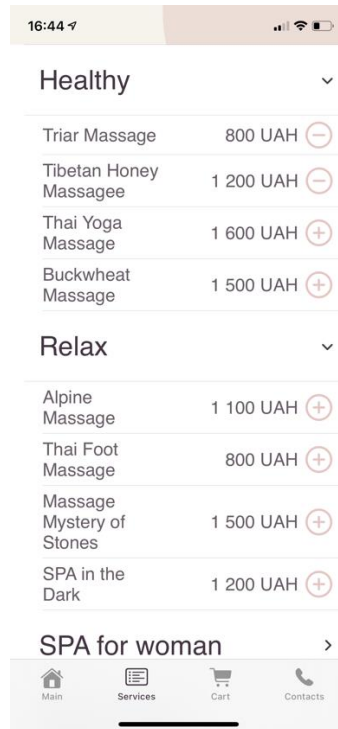 16:44
Healthy
Triar Massage 800 UAH
Tibetan Honey
Massagee
1 200 UAH
Thai Yoga
Massage
1 600 UAH
Buckwheat
Massage
1 500 UAH
Relax
Alpine
Massage
1 100 UAH
Thai Foot
Massage
800 UAH
Massage
Mystery of
Stones
1 500 UAH
SPA in the
Dark
1 200 UAH
SPA for woman
Main Services Cart Contacts